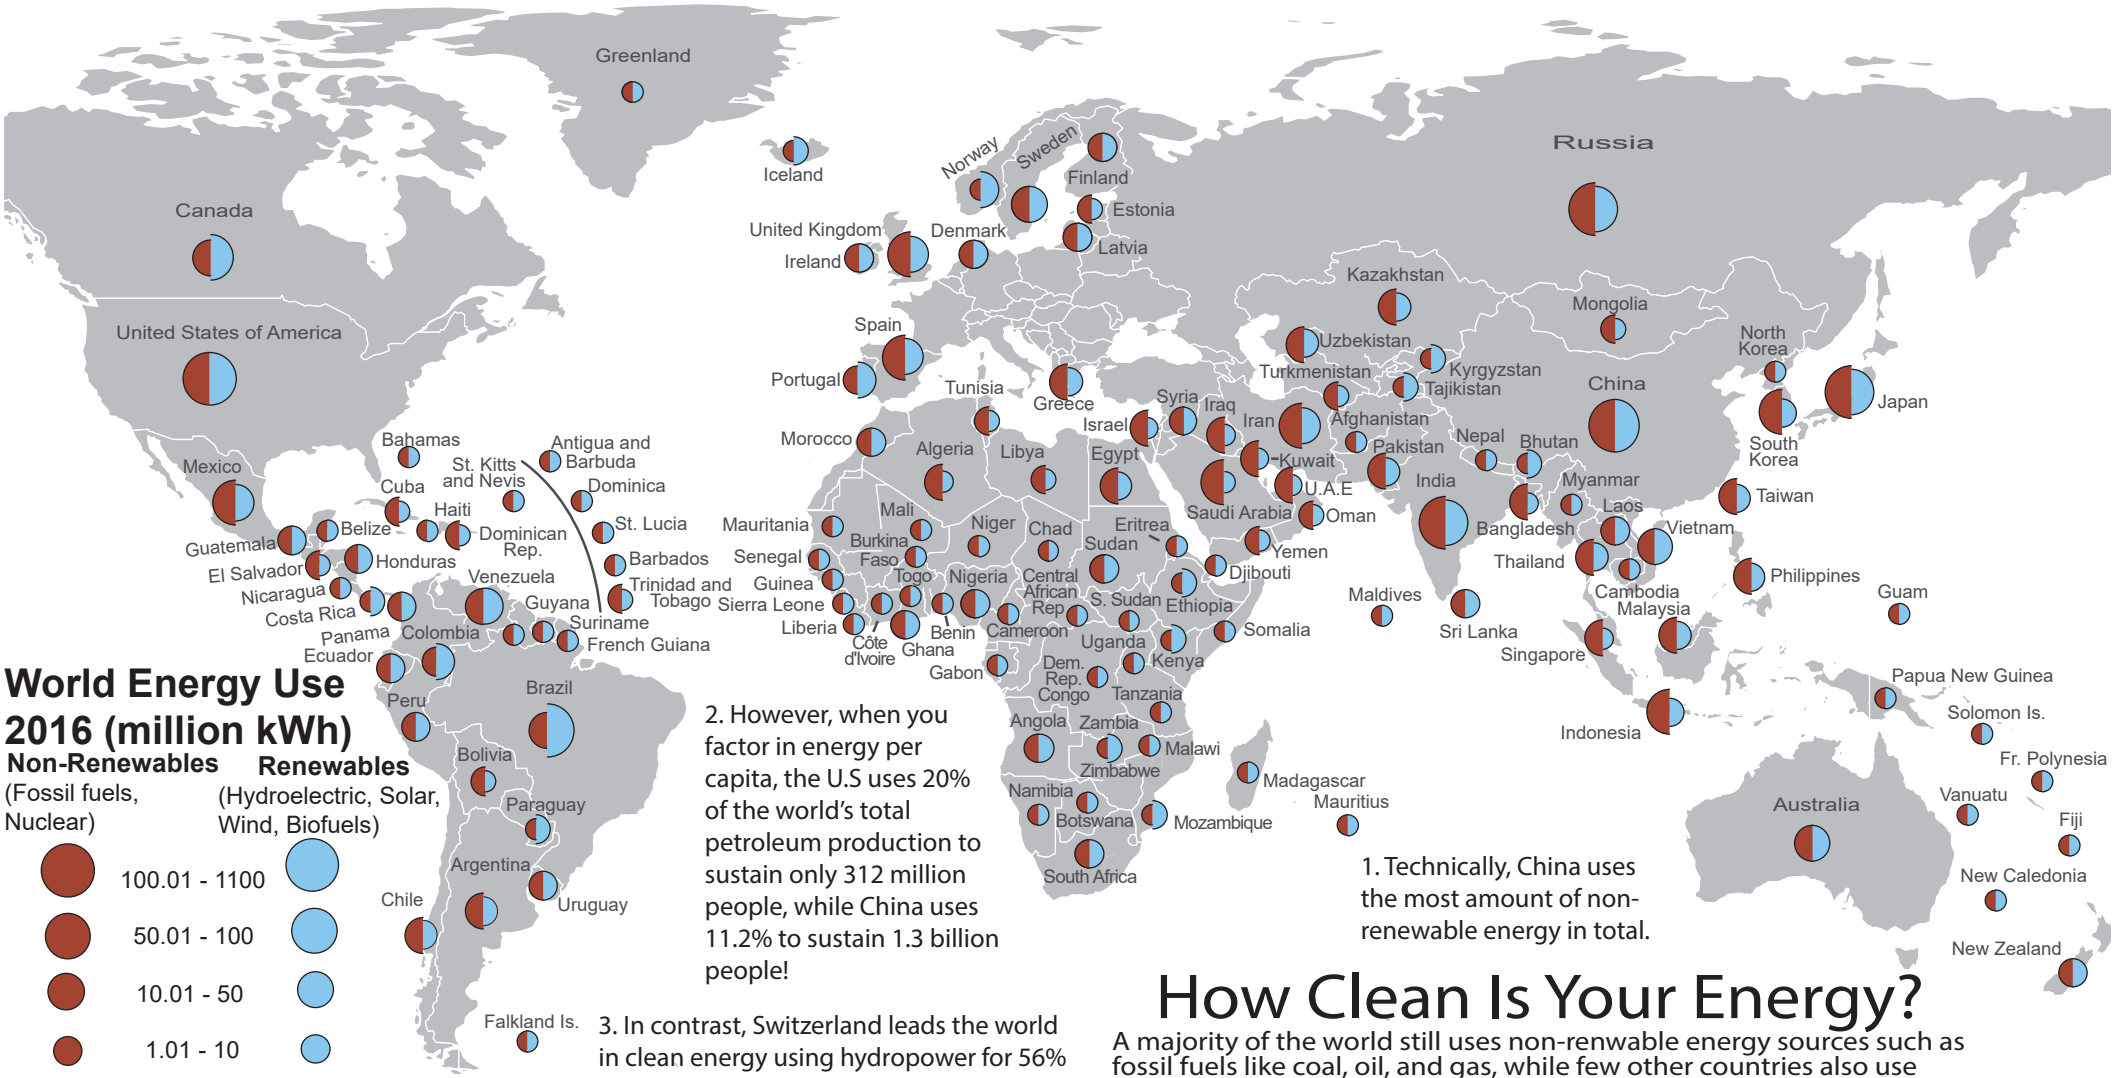 Greenland
Russia
Iceland
Norway
Sweden
Finland
Canada
Estonia
United Kingdom
Denmark
Latvia
Ireland
Kazakhstan
Mongolia
United States of America
Spain
North
Korea
Uzbekistan
Portugal
Tunisia
Turkmenistan
Kyrgyzstan
Tajikistan
China
Greece
Syria
Iraq
Japan
Israel
Iran
Afghanistan
Bahamas
Antigua and
Barbuda
Morocco
Algeria
Libya
Egypt
Kuwait
Pakistan
Nepal
Bhutan
South
Korea
Mexico
St. Kitts
and Nevis
Cuba
Dominica
U.A.E
India
Myanmar
Taiwan
Haiti
St. Lucia
Mauritania
Mali
Niger
Chad
Eritrea
Saudi Arabia
Oman
Bangladesh
Laos
Vietnam
Belize
Dominican
Rep.
Guatemala
Honduras
Barbados
Senegal
Burkina
Faso
Sudan
Yemen
Thailand
El Salvador
Venezuela
Trinidad and
Tobago
Guinea
Togo
Nigeria
Central
African
Rep.
Djibouti
Philippines
Nicaragua
Guyana
Sierra Leone
S. Sudan
Ethiopia
Maldives
Cambodia
Malaysia
Guam
Costa Rica
Suriname
Liberia
Côte
d'Ivoire
Ghana
Benin
Cameroon
Uganda
Somalia
Sri Lanka
Panama
Colombia
French Guiana
Singapore
Ecuador
Gabon
Dem.
Rep.
Congo
Kenya
Tanzania
Papua New Guinea
Peru
Brazil
Angola
Zambia
Solomon Is.
Indonesia
Bolivia
Malawi
Zimbabwe
Fr. Polynesia
Paraguay
Namibia
Botswana
Madagascar
Mauritius
Mozambique
Australia
Vanuatu
Fiji
Argentina
South Africa
New Caledonia
Chile
Uruguay
New Zealand
Falkland Is.
World Energy Use
2016 (million kWh)
Non-Renewables
(Fossil fuels,
Nuclear)
Renewables
(Hydroelectric, Solar,
Wind, Biofuels)
100.01 - 1100
50.01 - 100
10.01 - 50
1.01 - 10
2. However, when you
factor in energy per
capita, the U.S uses 20%
of the world’s total
petroleum production to
sustain only 312 million
people, while China uses
11.2% to sustain 1.3 billion
people!
1. Technically, China uses
the most amount of non-
renewable energy in total.
3. In contrast, Switzerland leads the world
in clean energy using hydropower for 56%
How Clean Is Your Energy?
A majority of the world still uses non-renwable energy sources such as
fossil fuels like coal, oil, and gas, while few other countries also use